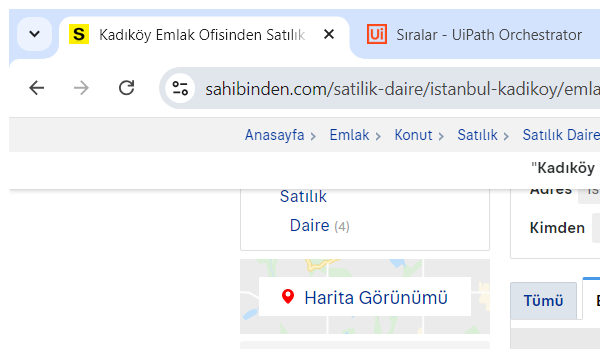 S Kadıköy Emlak Ofisinden Satılık
Ui Sıralar - UiPath Orchestrator
sahibinden.com/satilik-daire/istanbul-kadikoy/emla
Anasayfa > Emlak > Konut > Satılık > Satılık Daire
"Kadıköy
Satılık
Adres
Daire (4)
Kimden
Harita Görünümü
Tümü